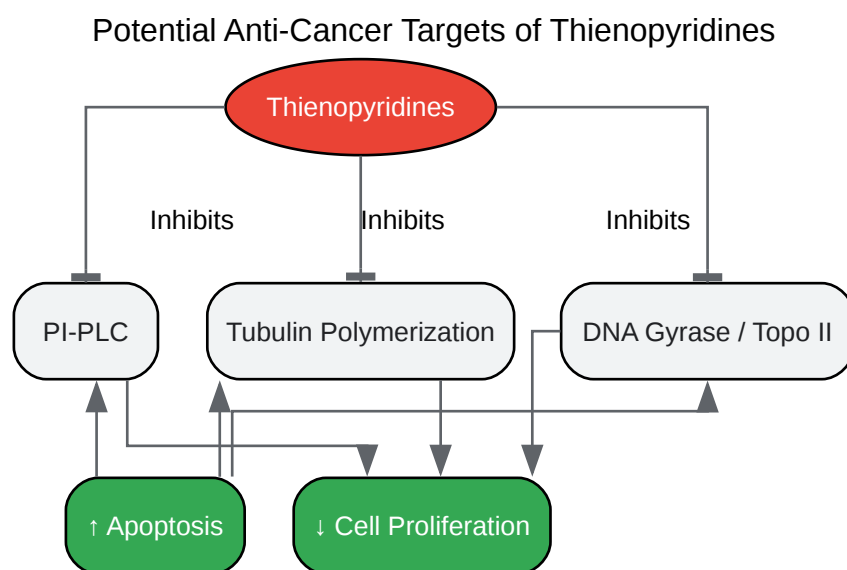 Potential Anti-Cancer Targets of Thienopyridines
Thienopyridines
Inhibits
Inhibits
Inhibits
PI-PLC
Tubulin Polymerization
DNA Gyrase / Topo II
↑ Apoptosis
↓ Cell Proliferation